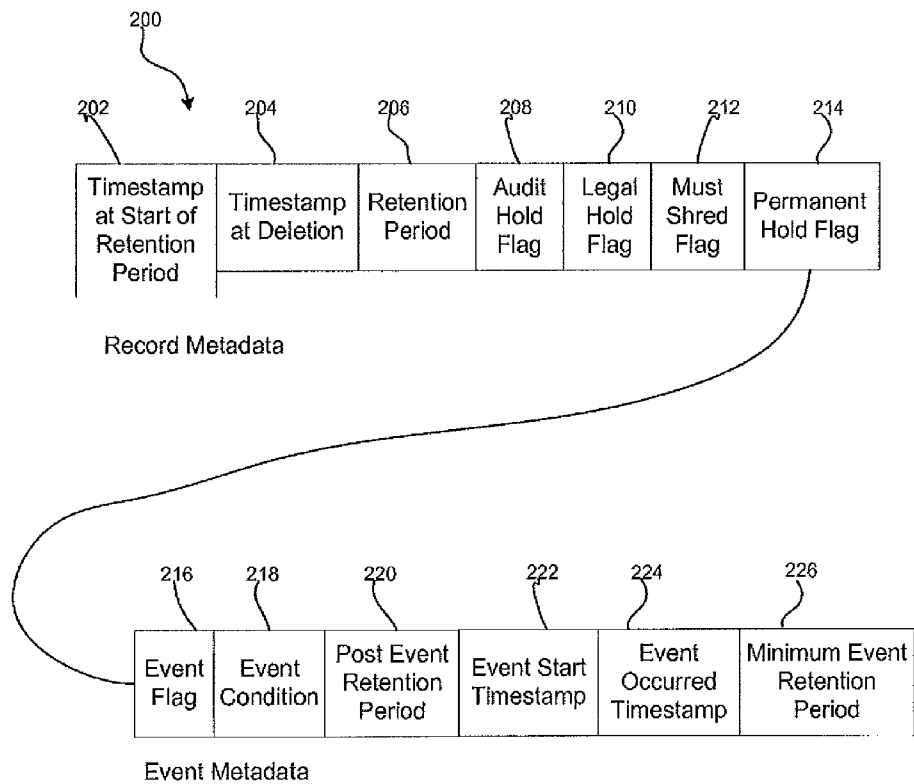 200
202
204
206
208
210
212
214
Timestamp
at Start of
Retention
Period
Timestamp
at Deletion
Retention
Period
Audit
Hold
Flag
Legal
Hold
Flag
Must
Shred
Flag
Permanent
Hold Flag
Record Metadata
216
218
220
222
224
226
Event
Flag
Event
Condition
Post Event
Retention
Period
Event Start
Timestamp
Event
Occurred
Timestamp
Minimum Event
Retention
Period
Event Metadata